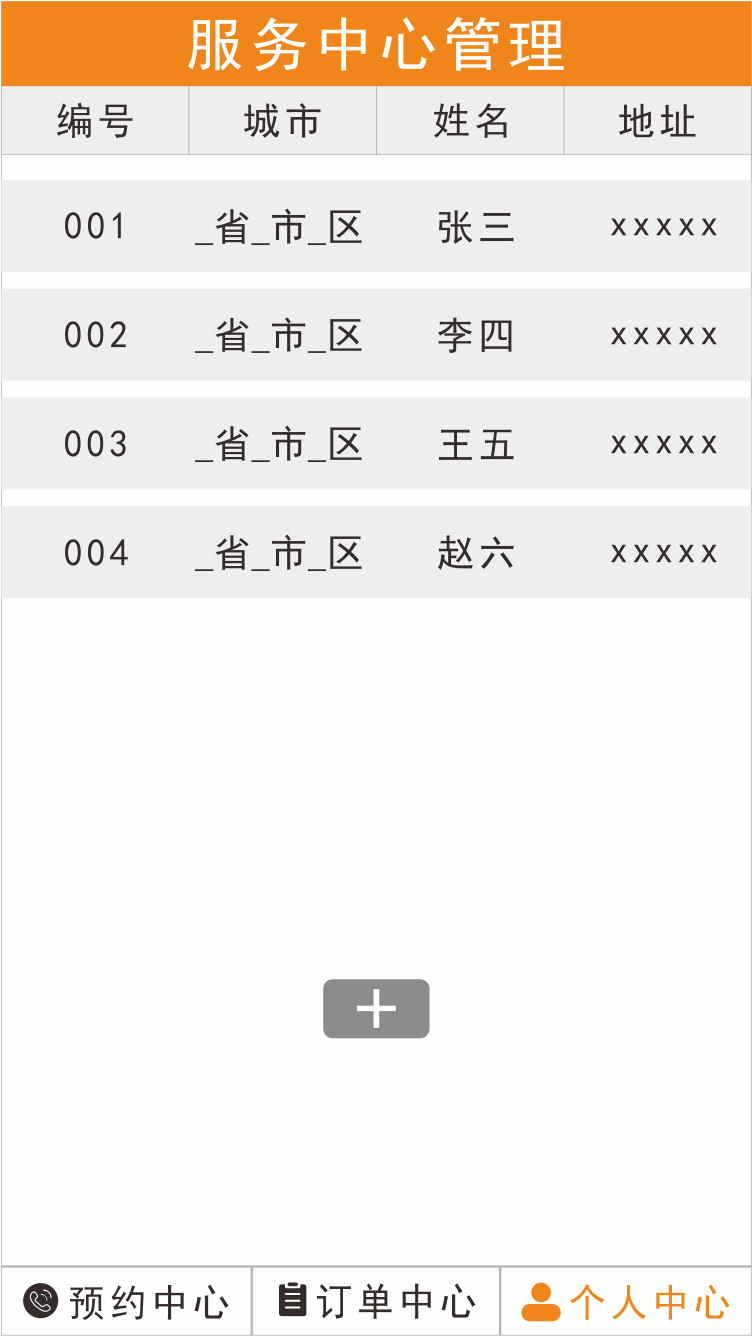 服务中心管理
编号 城市 姓名 地址
001 _省_市_区 张三 xxxxx
002 _省_市_区 李四 xxxxx
003 _省_市_区 王五 xxxxx
004 _省_市_区 赵六 xxxxx
+
预约中心 订单中心 个人中心